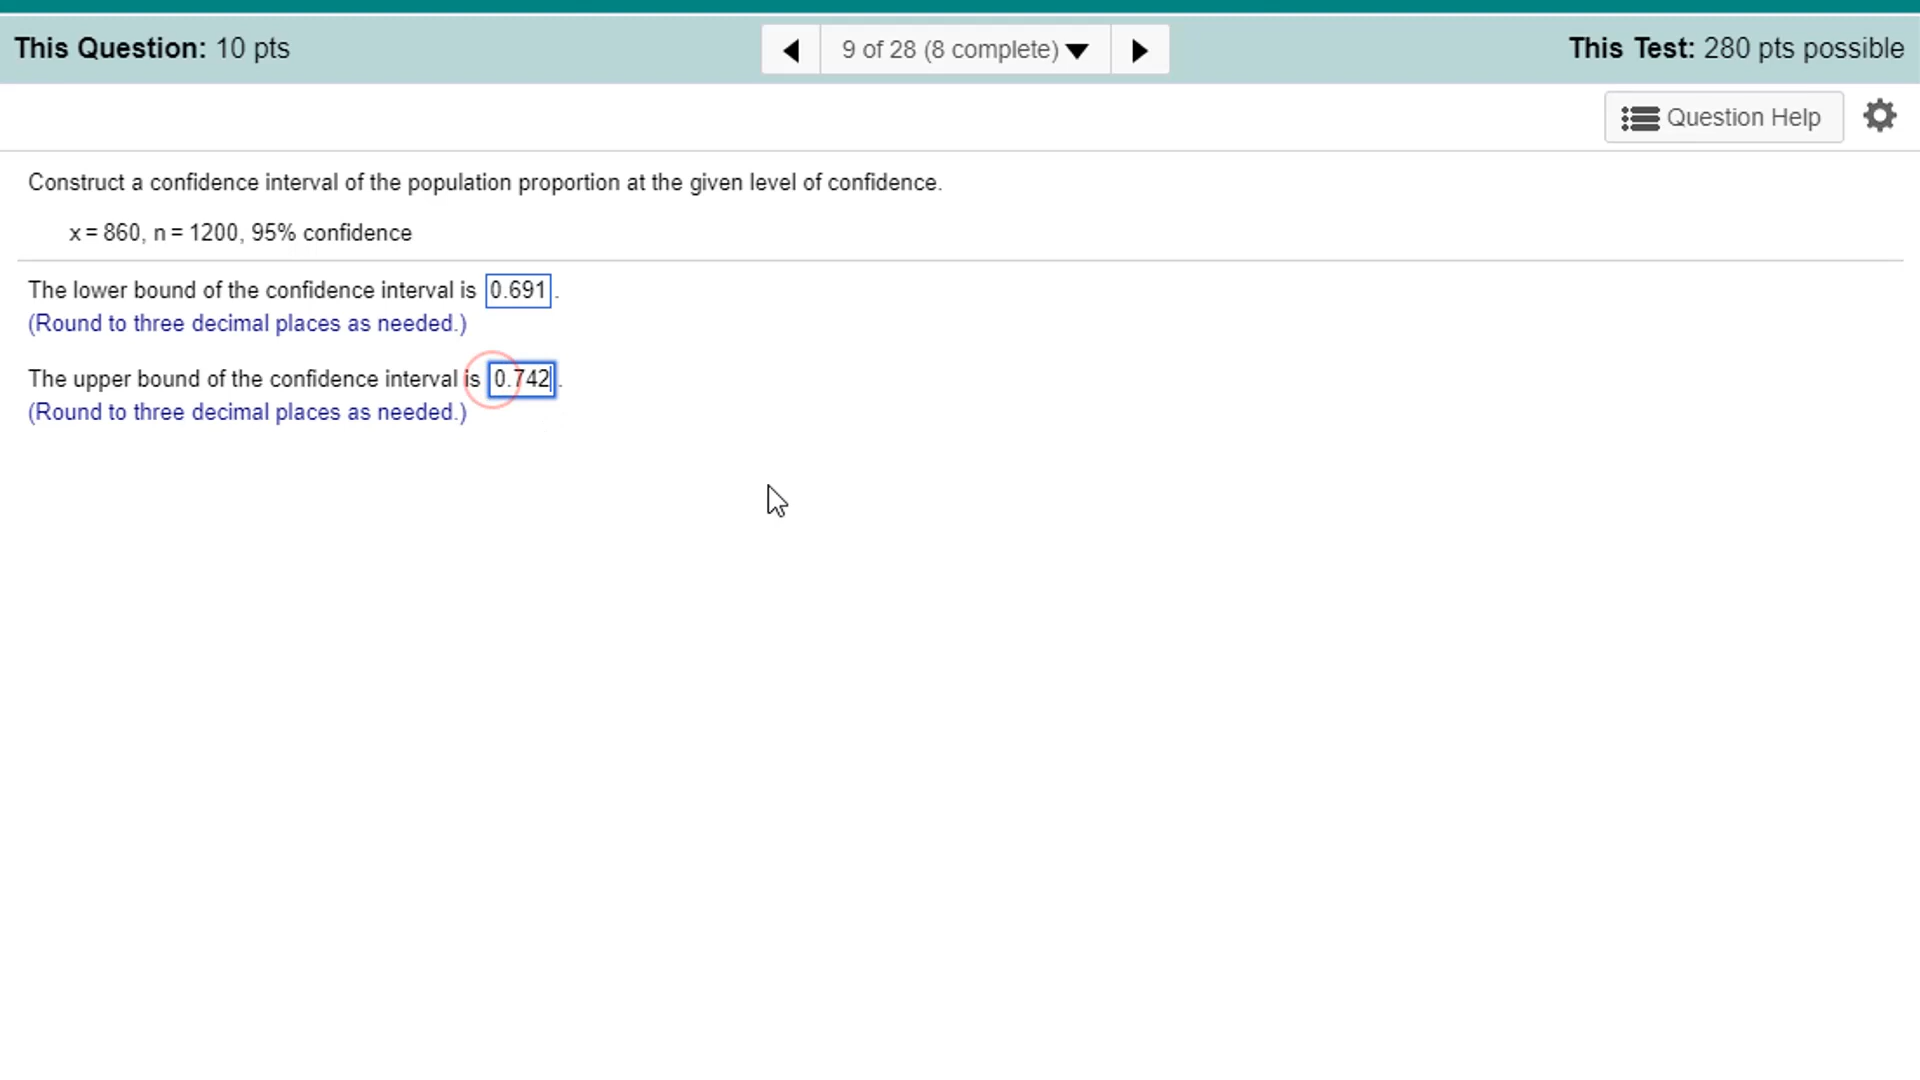 This Question: 10 pts
9 of 28 (8 complete)
This Test: 280 pts possible
Question Help
Construct a confidence interval of the population proportion at the given level of confidence.
x = 860, n = 1200, 95% confidence
The lower bound of the confidence interval is 0.691.
(Round to three decimal places as needed.)
The upper bound of the confidence interval is 0.742.
(Round to three decimal places as needed.)